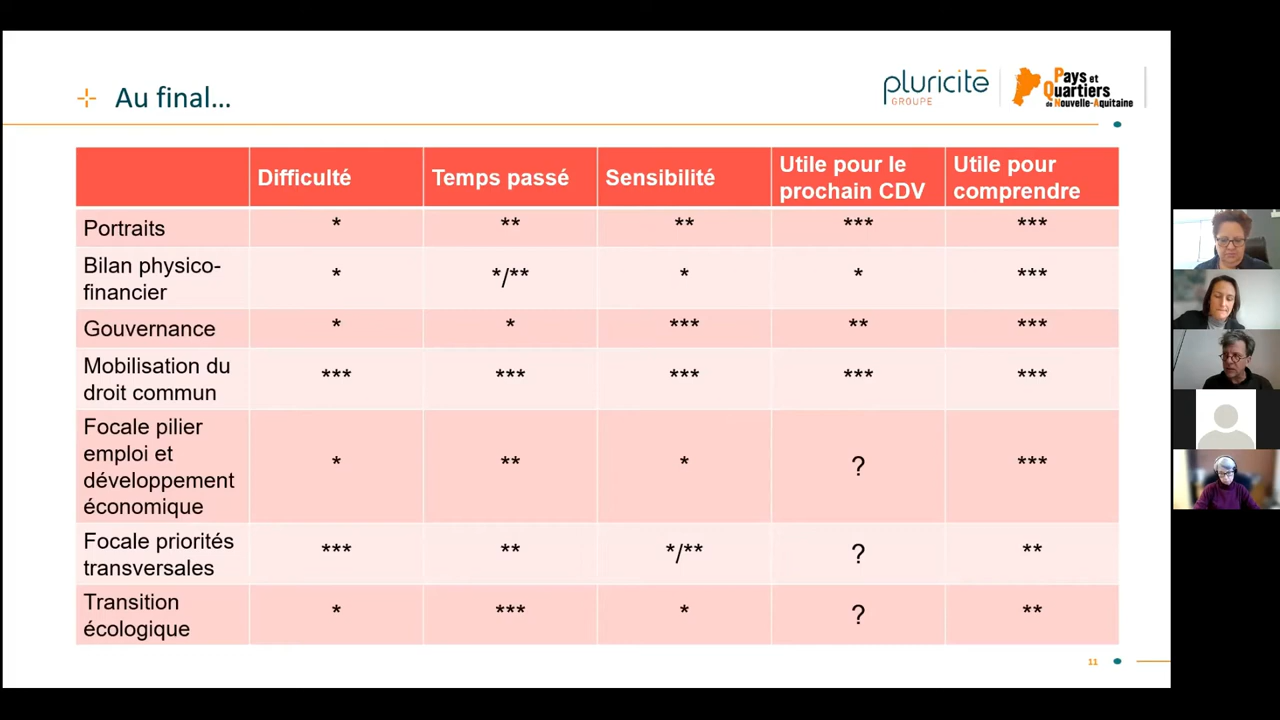 Au final...
pluricité
GROUPE
Pays et
Quartiers
de Nouvelle-Aquitaine
Difficulté
Temps passé
Sensibilité
Utile pour le
prochain CDV
Utile pour
comprendre
Portraits
*
**
**
***
***
Bilan physico-
financier
*
*/**
*
*
***
Gouvernance
*
*
***
**
***
Mobilisation du
droit commun
***
***
***
***
***
Focale pilier
emploi et
développement
économique
*
**
*
?
***
Focale priorités
transversales
***
**
*/**
?
**
Transition
écologique
*
***
*
?
**
11